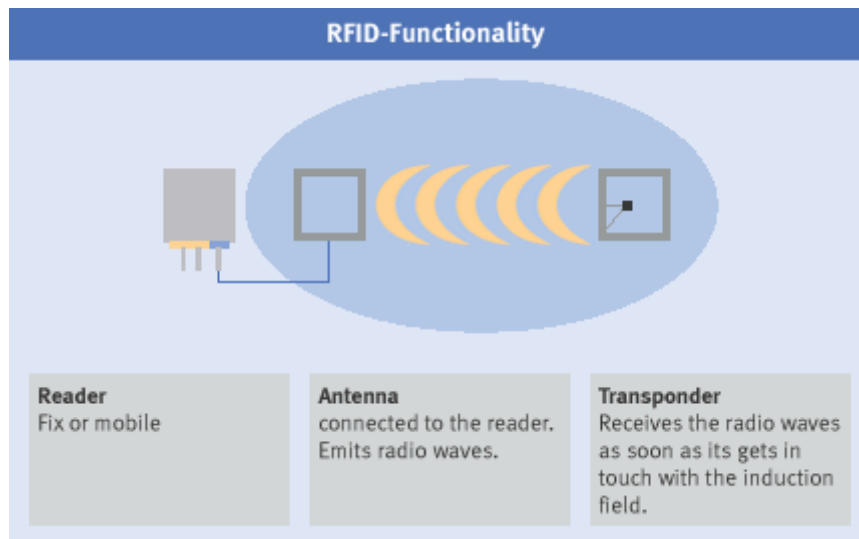 RFID-Functionality
Reader
Fix or mobile
Antenna
connected to the reader.
Emits radio waves.
Transponder
Receives the radio waves
as soon as its gets in
touch with the induction
field.